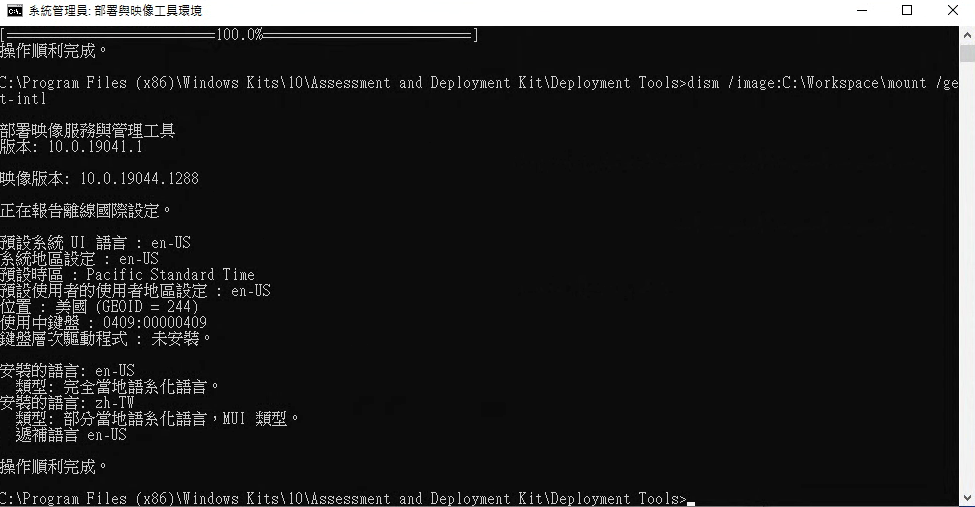 系統管理員: 部署與映像工具環境
[===========================100.0%===========================]
操作順利完成。
C:\Program Files (x86)\Windows Kits\10\Assessment and Deployment Kit\Deployment Tools>dism /image:C:\Workspace\mount /ge
t-intl
部署映像服務與管理工具
版本: 10.0.19041.1
映像版本: 10.0.19044.1288
正在報告離線國際設定。
預設系統 UI 語言 : en-US
系統地區設定 : en-US
預設時區 : Pacific Standard Time
預設使用者的使用者地區設定 : en-US
位置 : 美國 (GEOID = 244)
使用中鍵盤 : 0409:00000409
鍵盤層次驅動程式 : 未安裝。
安裝的語言: en-US
  類型: 完全當地語系化語言。
安裝的語言: zh-TW
  類型: 部分當地語系化語言，MUI 類型。
  遞補語言 en-US
操作順利完成。
C:\Program Files (x86)\Windows Kits\10\Assessment and Deployment Kit\Deployment Tools>